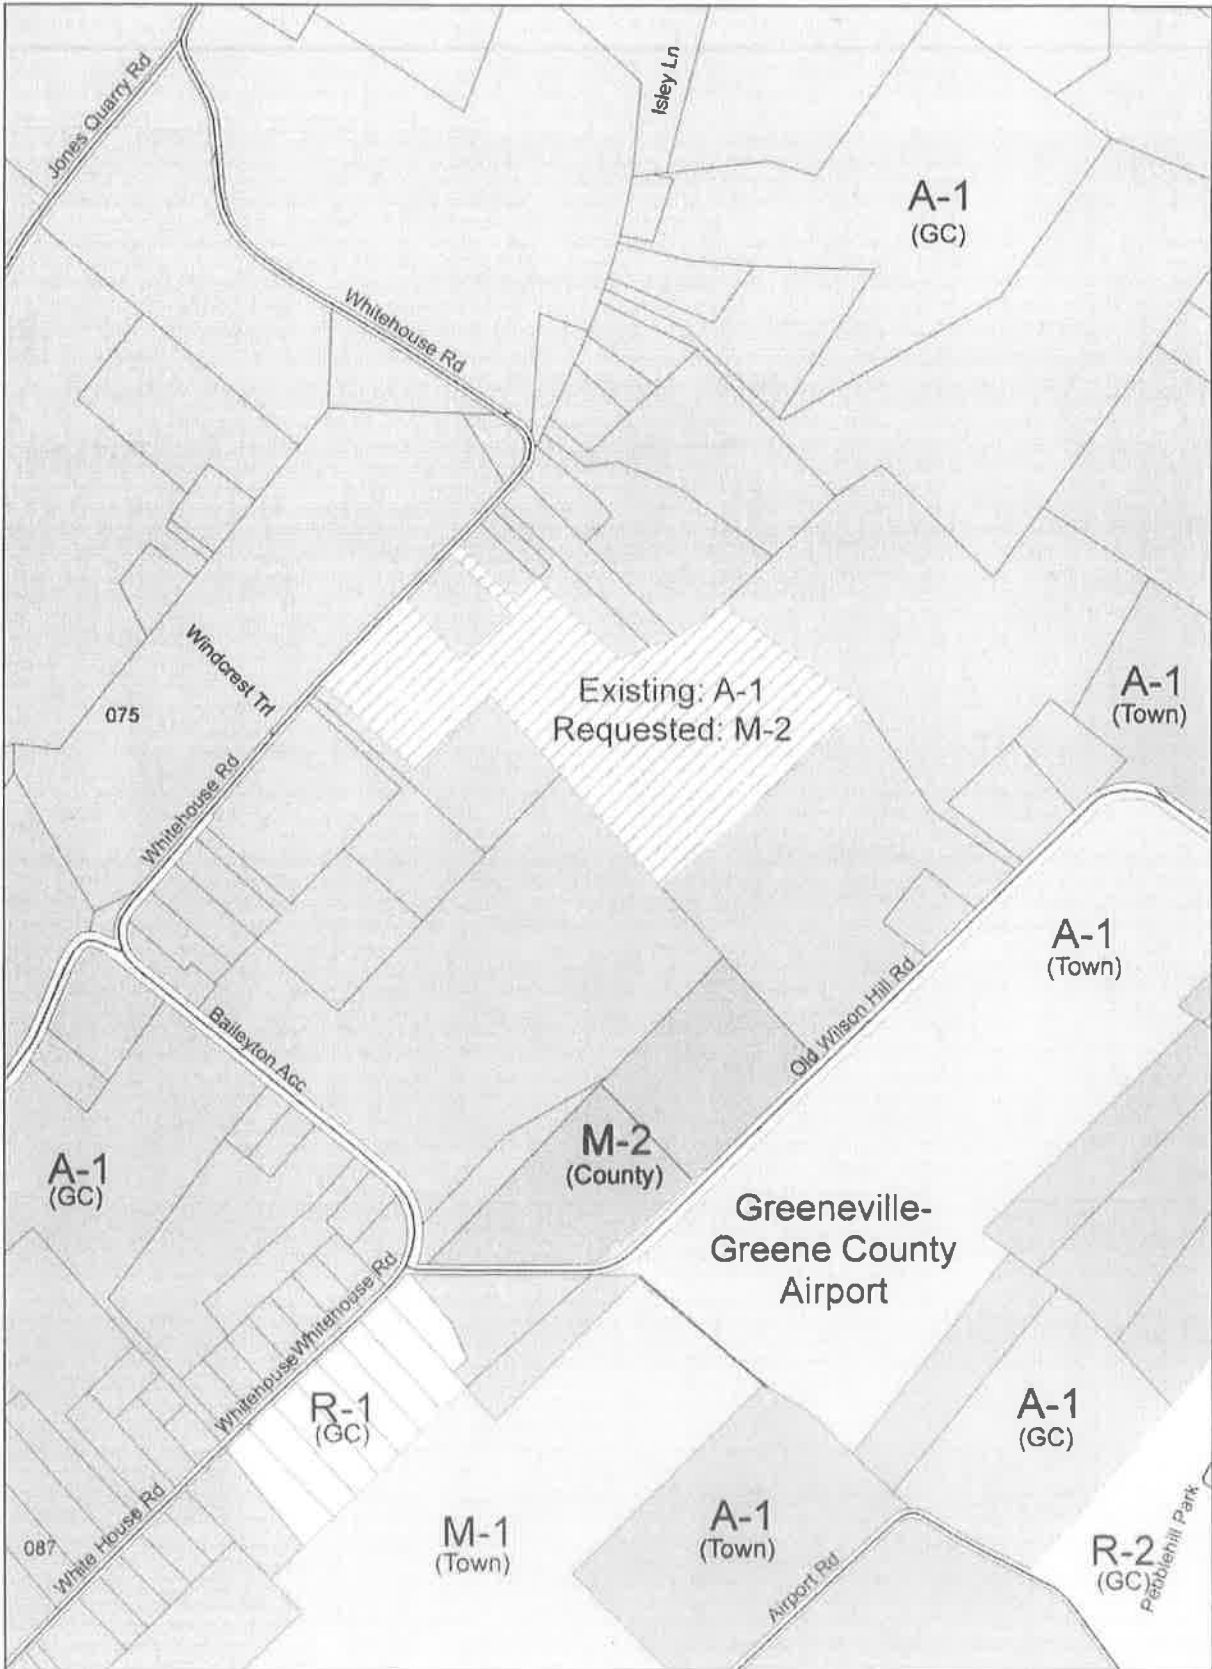 Jones Quarry Rd
Isley Ln
A-1
(GC)
Whitehouse Rd
Windcrest Trl
075
Existing: A-1
Requested: M-2
A-1
(Town)
Whitehouse Rd
A-1
(Town)
Old Wilson Hill Rd
Baileyton Acc
M-2
(County)
A-1
(GC)
Greeneville-
Greene County
Airport
Whitehouse Rd
Whitehouse
R-1
(GC)
A-1
(GC)
M-1
(Town)
A-1
(Town)
White House Rd
087
Airport Rd
R-2
(GC)
Pebblehill Park